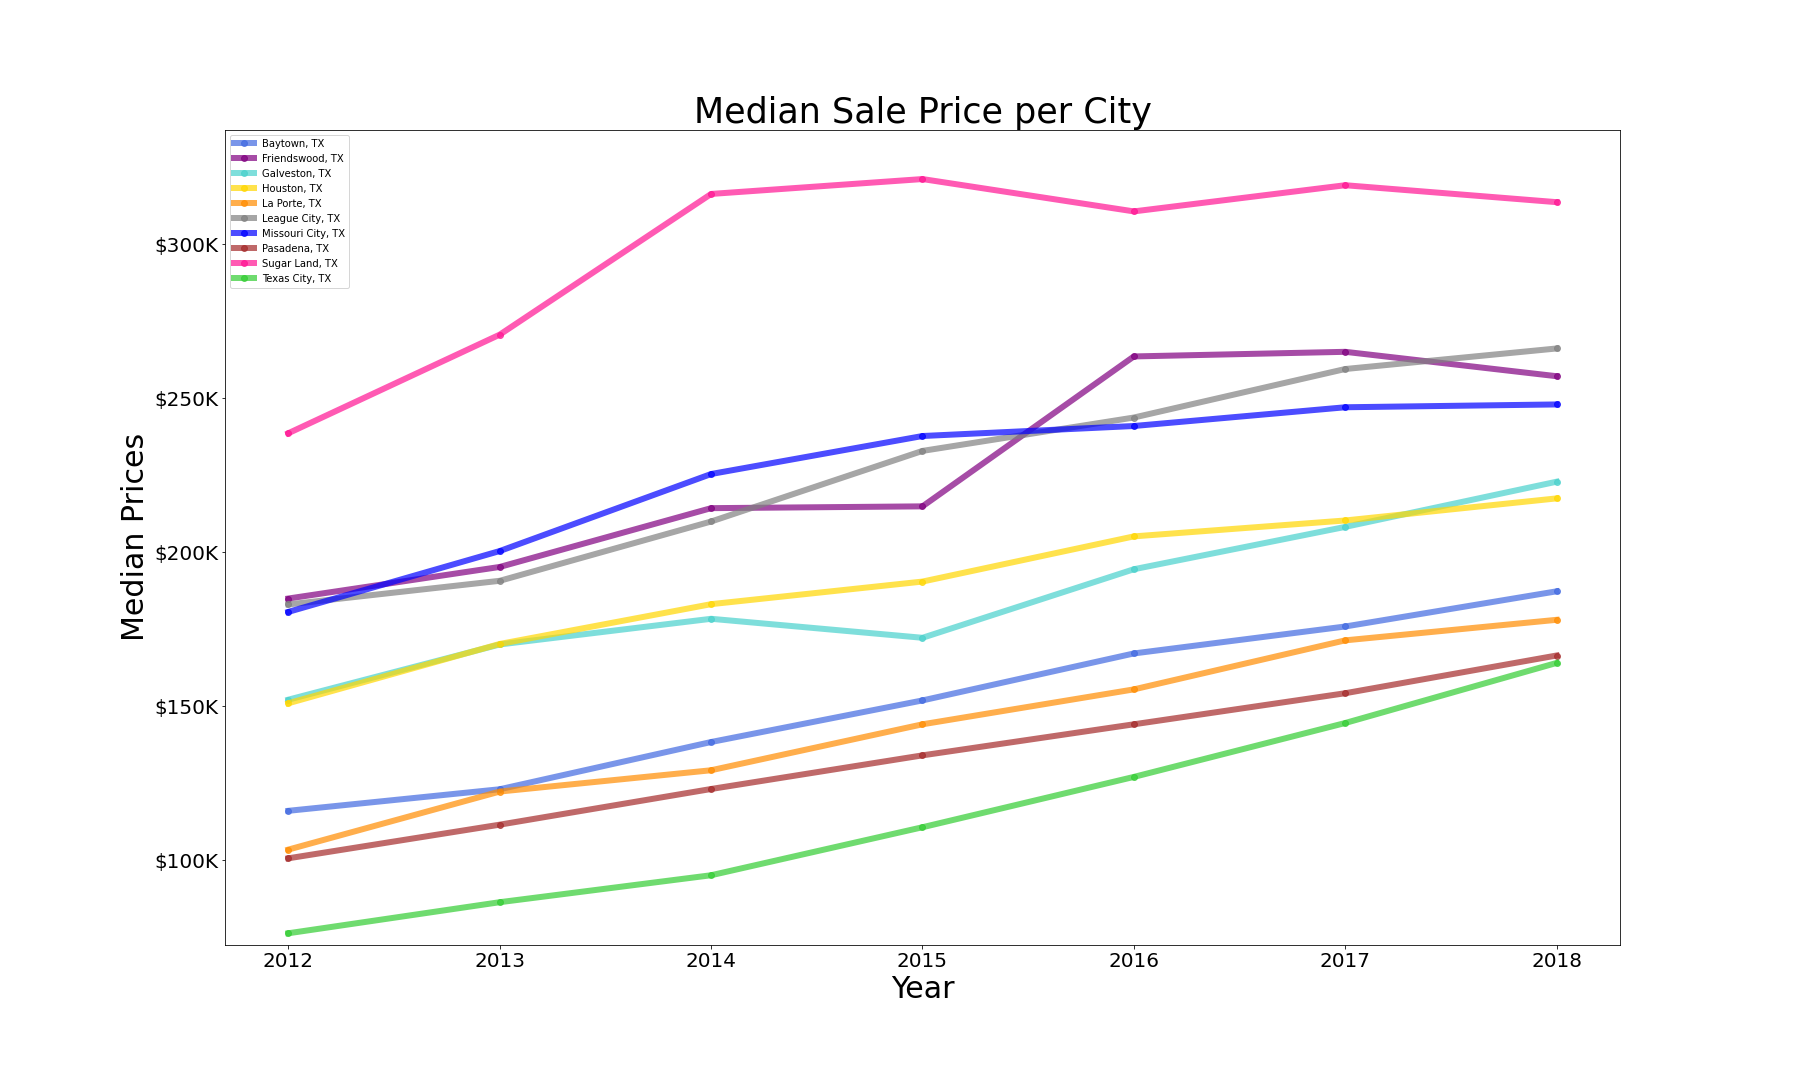 Median Sale Price per City
Baytown, TX
Friendswood, TX
Galveston, TX
Houston, TX
La Porte, TX
League City, TX
Missouri City, TX
Pasadena, TX
Sugar Land, TX
Texas City, TX
Median Prices
$300K
$250K
$200K
$150K
$100K
2012 2013 2014 2015 2016 2017 2018
Year